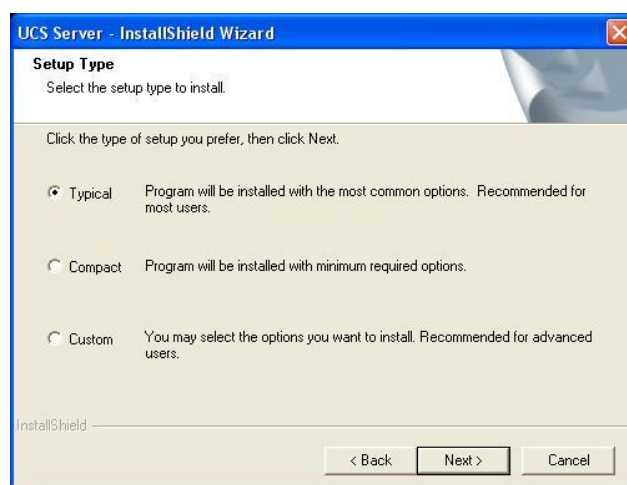 UCS Server - InstallShield Wizard
Setup Type
Select the setup type to install.
Click the type of setup you prefer, then click Next.
Typical
Program will be installed with the most common options.  Recommended for
most users.
Compact
Program will be installed with minimum required options.
Custom
You may select the options you want to install. Recommended for advanced
users.
InstallShield
< Back
Next >
Cancel